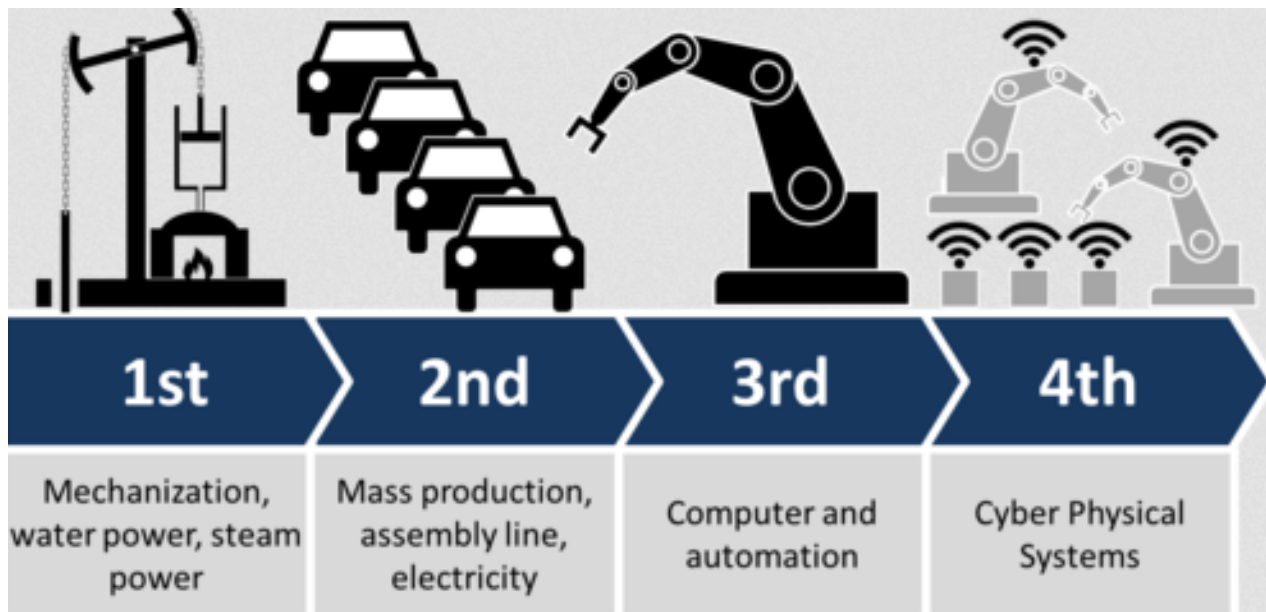 1st
2nd
3rd
4th
Mechanization,
water power, steam
power
Mass production,
assembly line,
electricity
Computer and
automation
Cyber Physical
Systems